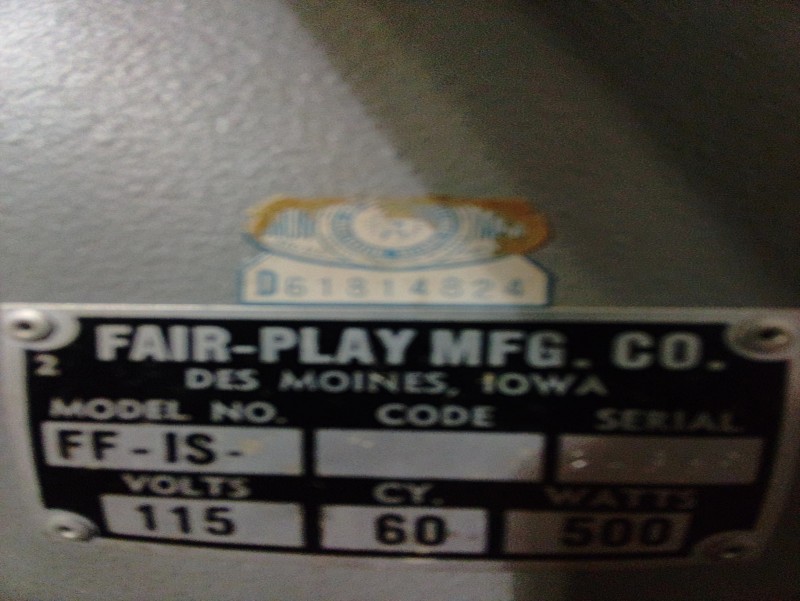 D61814824
FAIR-PLAY MFG. CO.
2
DES MOINES, IOWA
MODEL NO. CODE SERIAL
FF-IS-
VOLTS CY. WATTS
115 60 500